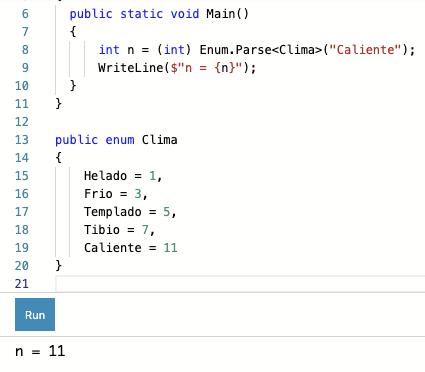 6 public static void Main()
7 {
8 int n = (int) Enum.Parse<Clima>("Caliente");
9 WriteLine($"n = {n}");
10 }
11 }
12
13 public enum Clima
14 {
15 Helado = 1,
16 Frio = 3,
17 Templado = 5,
18 Tibio = 7,
19 Caliente = 11
20 }
21
Run
n = 11